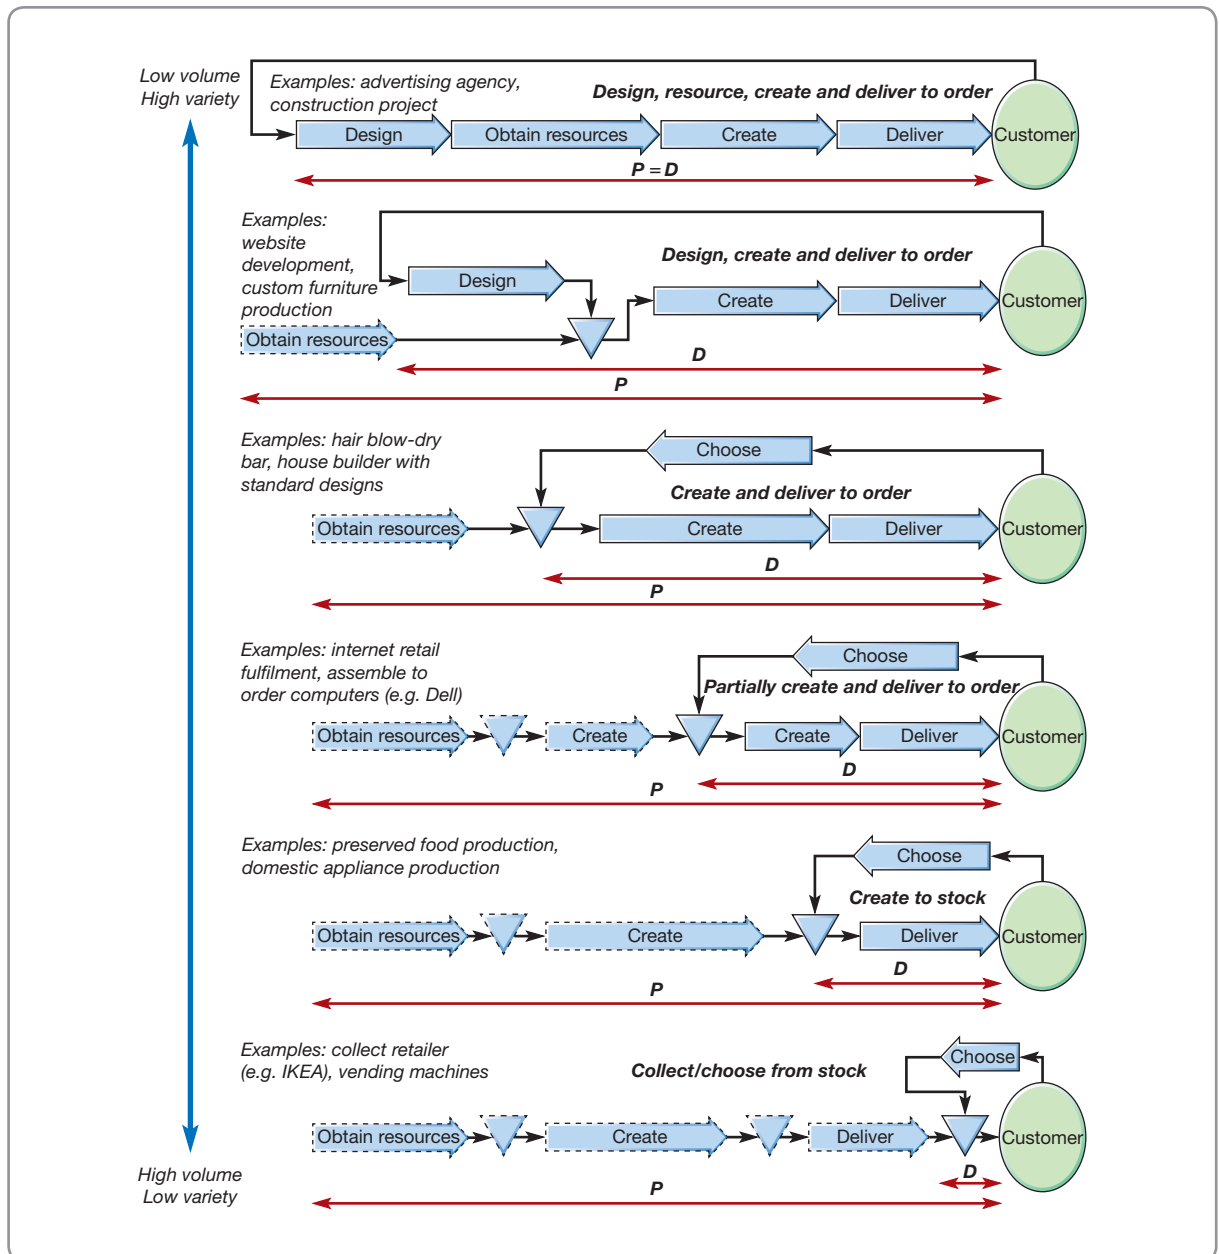 Low volume
High variety
Examples: advertising agency,
construction project
Design, resource, create and deliver to order
Design
Obtain resources
Create
Deliver
Customer
P = D
Examples:
website
development,
custom furniture
production
Design, create and deliver to order
Design
Create
Deliver
Customer
Obtain resources
D
P
Examples: hair blow-dry
bar, house builder with
standard designs
Choose
Create and deliver to order
Obtain resources
Create
Deliver
Customer
D
P
Examples: internet retail
fulfilment, assemble to
order computers (e.g. Dell)
Choose
Partially create and deliver to order
Obtain resources
Create
Create
Deliver
Customer
D
P
Examples: preserved food production,
domestic appliance production
Choose
Create to stock
Obtain resources
Create
Deliver
Customer
D
P
Examples: collect retailer
(e.g. IKEA), vending machines
Choose
Collect/choose from stock
Obtain resources
Create
Deliver
Customer
D
P
High volume
Low variety